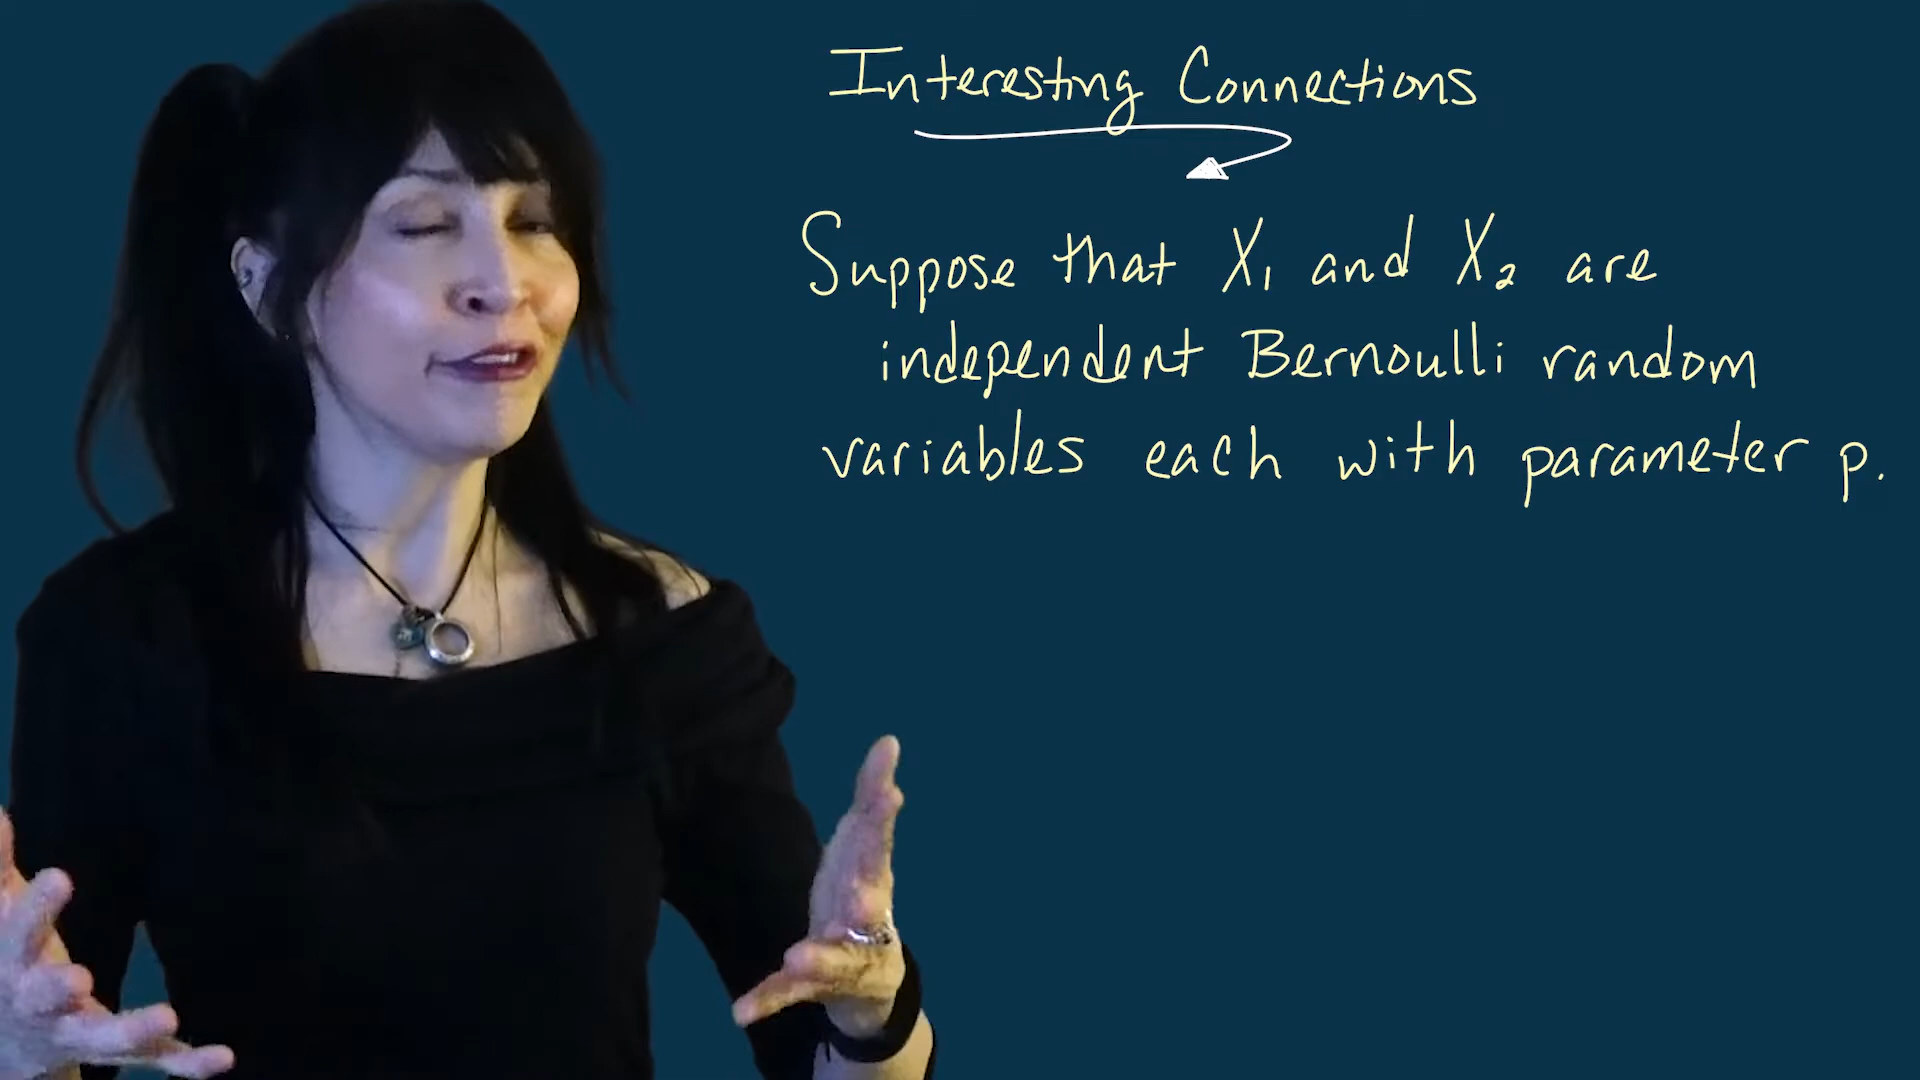 Interesting Connections
Suppose that X₁ and X₂ are
independent Bernoulli random
variables each with parameter p.